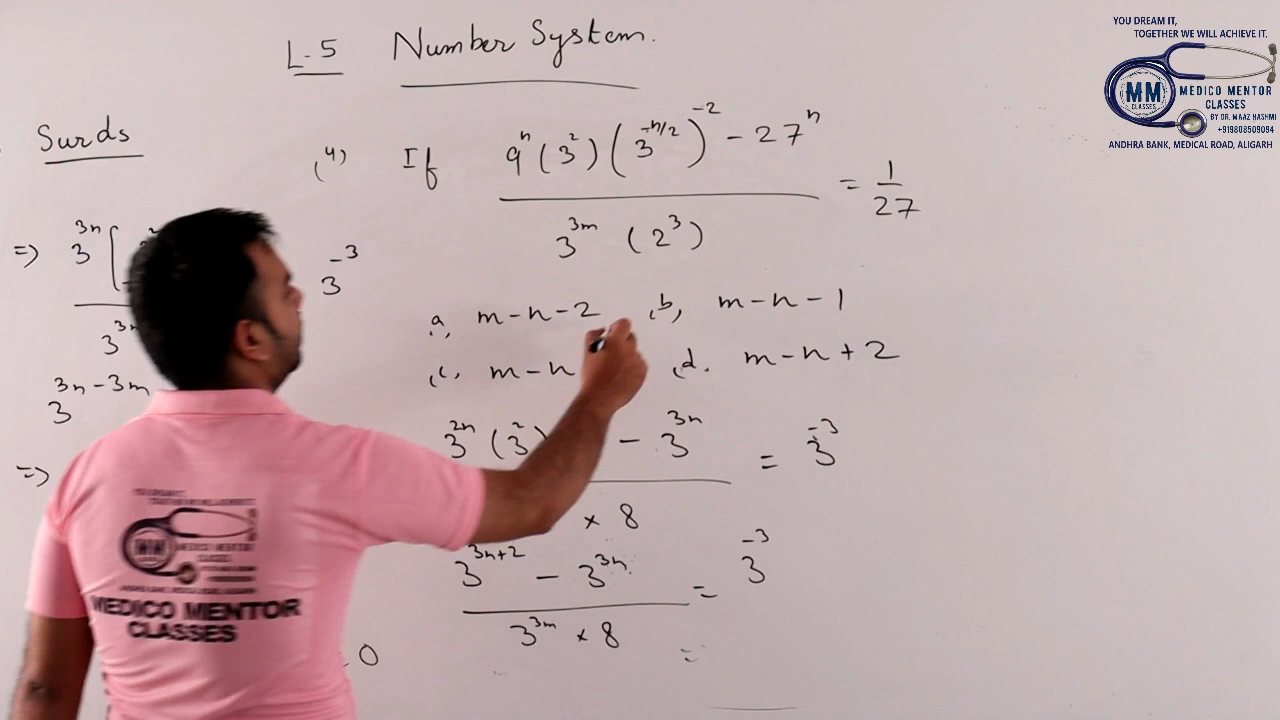 L-5 Number System.
YOU DREAM IT,
TOGETHER WE WILL ACHIEVE IT.
MM
CLASSES
MEDICO MENTOR
CLASSES
BY DR. MAAZ HASHMI
+919808509094
ANDHRA BANK, MEDICAL ROAD, ALIGARH
Surds
(4) If 9^n (3^2) (3^{-n/2})^{-2} - 27^n
= 1/27
3^{3m} (2^3)
=> 3^{3n} [
3^{-3}
a, m-n-2 (b, m-n-1
(c. m-n (d. m-n+2
3^{3n-3m}
3^{2n} (3^2) - 3^{3n} = 3^{-3}
× 8
=>
3^{3n+2} - 3^{3n} = 3^{-3}
3^{3m} × 8 =
0
MM
MEDICO MENTOR
CLASSES